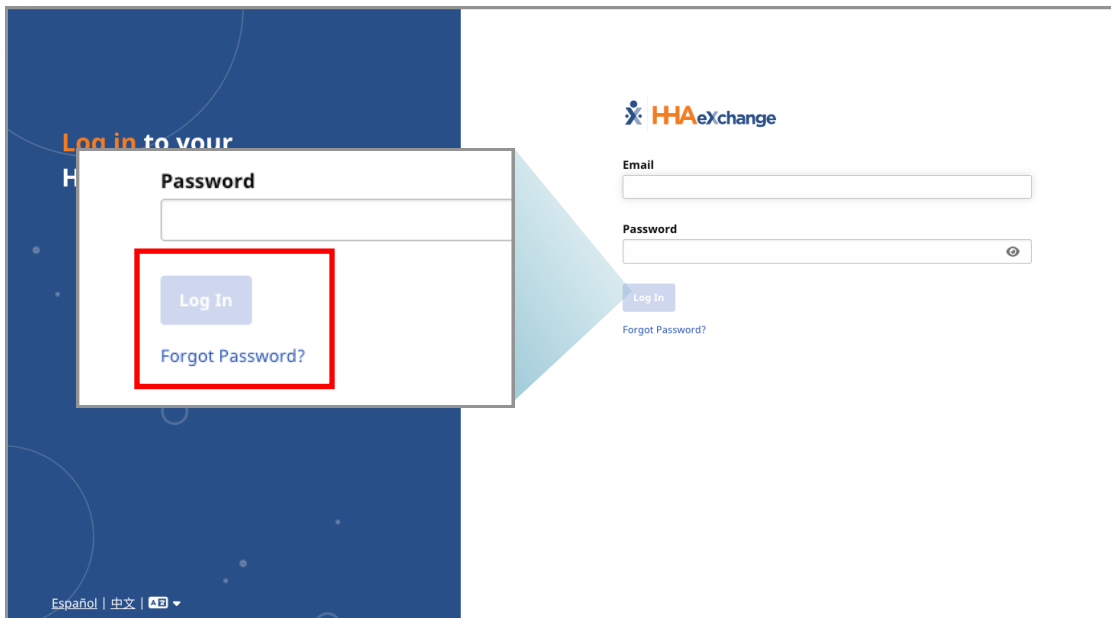 Log in to your
H
Password
Log In
Forgot Password?
Español | 中文 |
HHAeXchange
Email
Password
Log In
Forgot Password?